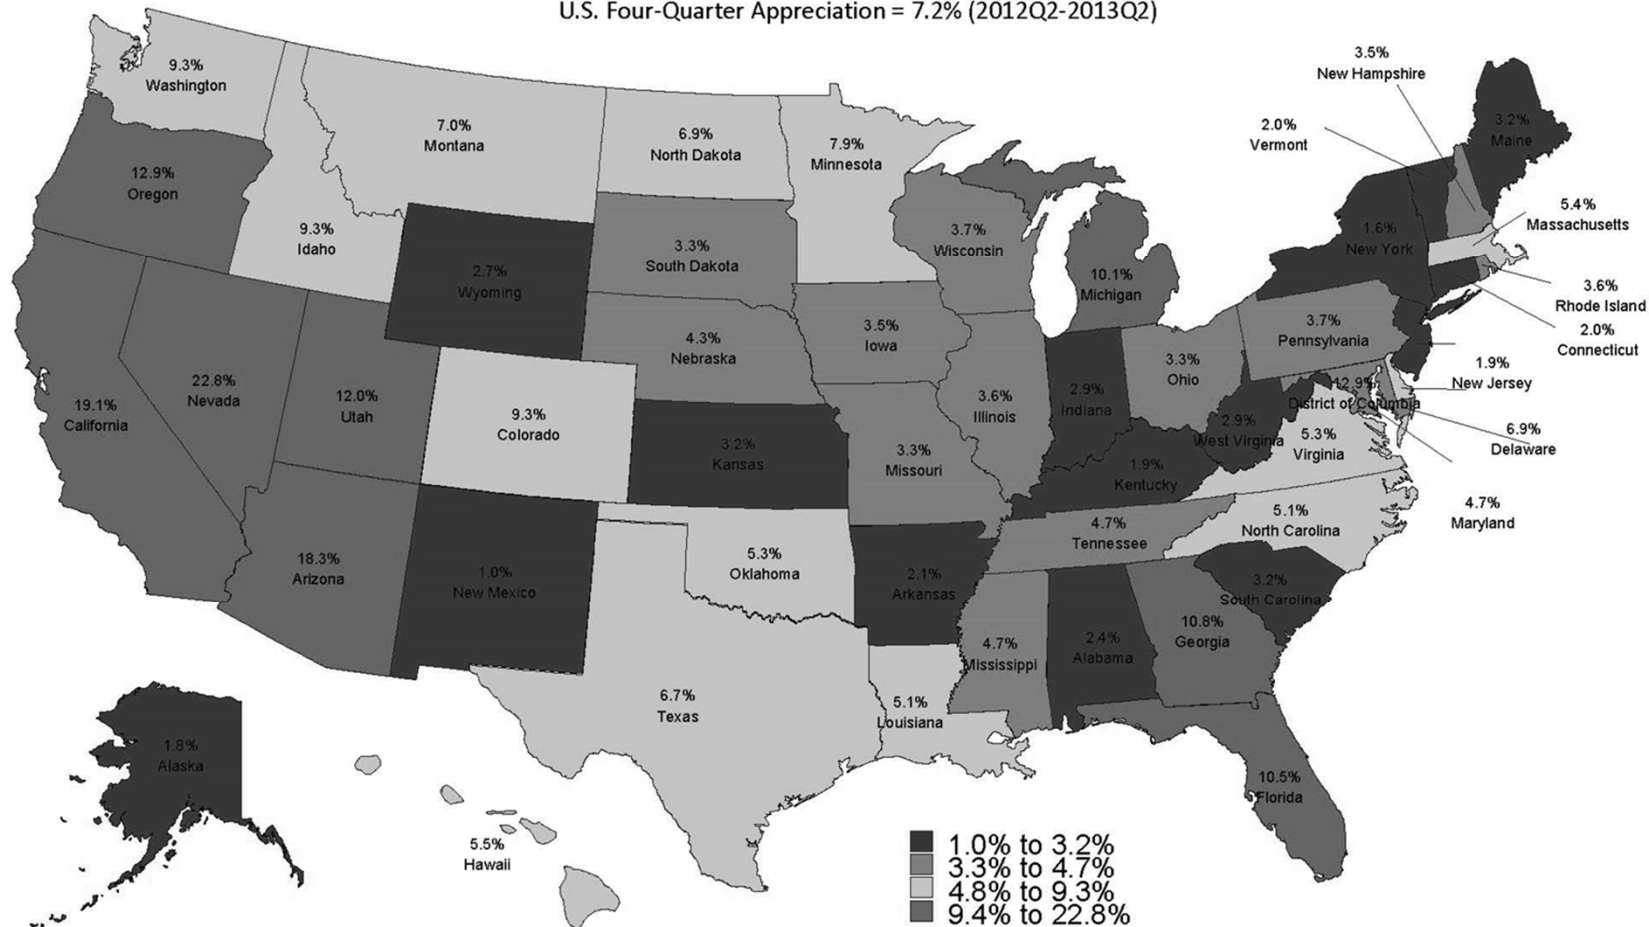 U.S. Four-Quarter Appreciation = 7.2% (2012Q2-2013Q2)
9.3%
Washington
7.0%
Montana
6.9%
North Dakota
7.9%
Minnesota
3.5%
New Hampshire
2.0%
Vermont
3.2%
Maine
12.9%
Oregon
9.3%
Idaho
2.7%
Wyoming
3.3%
South Dakota
3.7%
Wisconsin
10.1%
Michigan
1.6%
New York
5.4%
Massachusetts
3.6%
Rhode Island
2.0%
Connecticut
19.1%
California
22.8%
Nevada
12.0%
Utah
9.3%
Colorado
4.3%
Nebraska
3.5%
Iowa
3.6%
Illinois
2.9%
Indiana
3.3%
Ohio
3.7%
Pennsylvania
1.9%
New Jersey
12.9%
District of Columbia
6.9%
Delaware
3.2%
Kansas
3.3%
Missouri
1.9%
Kentucky
2.9%
West Virginia
5.3%
Virginia
4.7%
Maryland
18.3%
Arizona
1.0%
New Mexico
5.3%
Oklahoma
2.1%
Arkansas
4.7%
Tennessee
5.1%
North Carolina
3.2%
South Carolina
6.7%
Texas
5.1%
Louisiana
4.7%
Mississippi
2.4%
Alabama
10.8%
Georgia
10.5%
Florida
1.8%
Alaska
5.5%
Hawaii
1.0% to 3.2%
3.3% to 4.7%
4.8% to 9.3%
9.4% to 22.8%